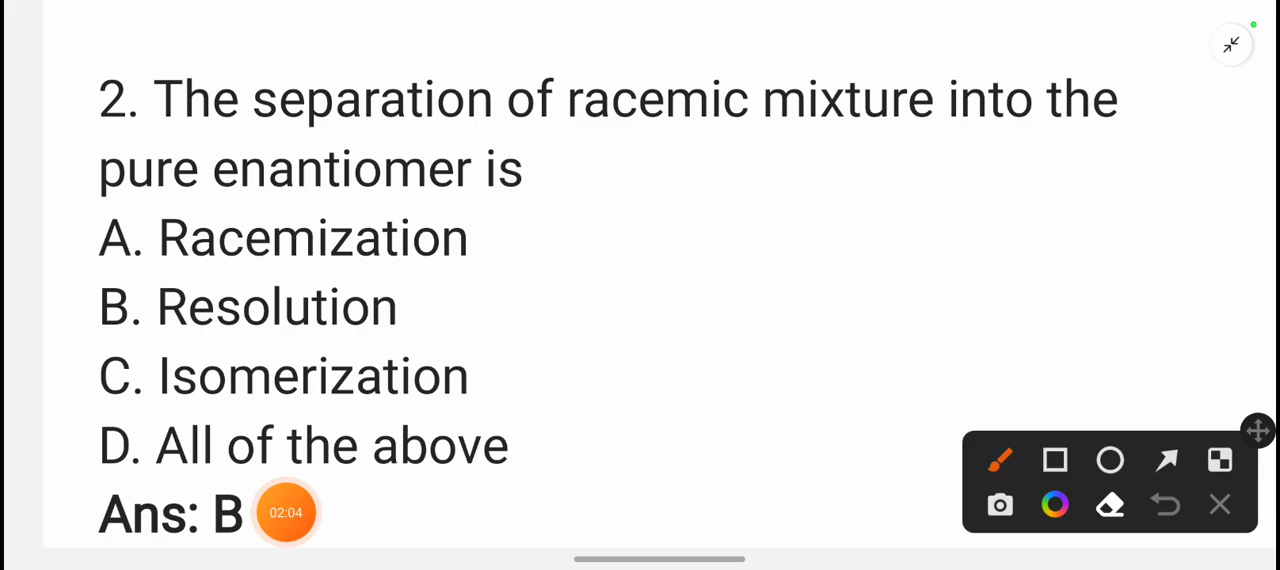 2. The separation of racemic mixture into the
pure enantiomer is
A. Racemization
B. Resolution
C. Isomerization
D. All of the above
Ans: B
02:04